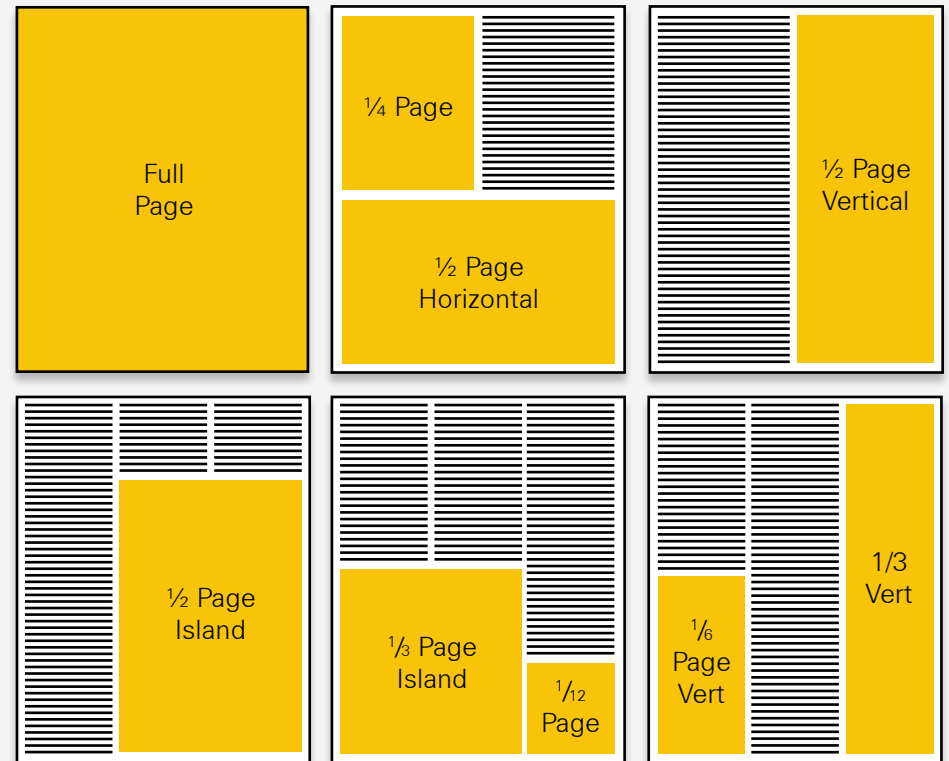 Full
Page
¼ Page
½ Page
Horizontal
½ Page
Vertical
½ Page
Island
⅓ Page
Island
1/12
Page
⅙
Page
Vert
1/3
Vert